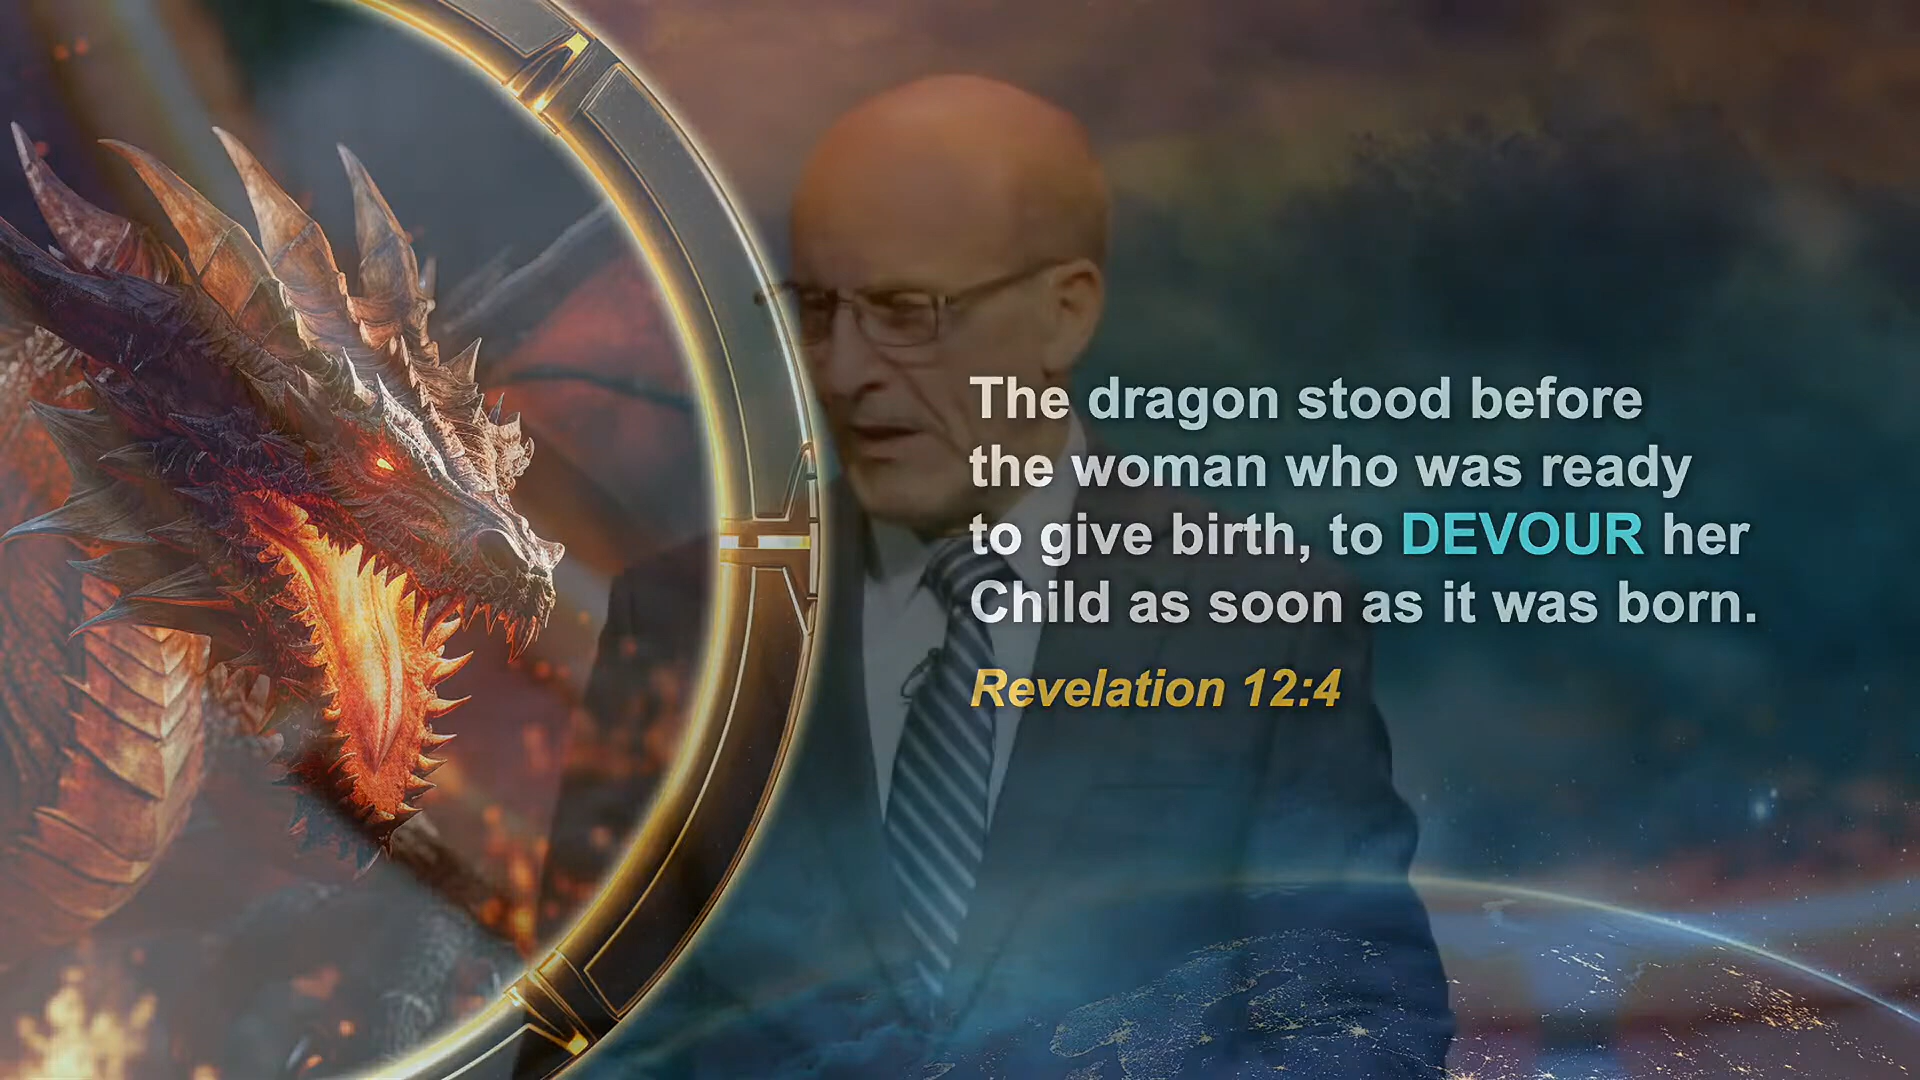 The dragon stood before
the woman who was ready
to give birth, to DEVOUR her
Child as soon as it was born.
Revelation 12:4